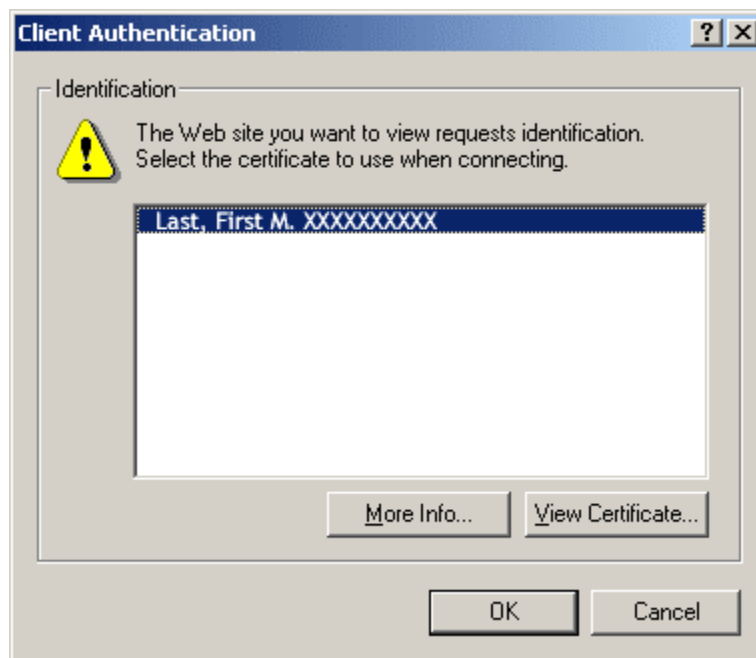 Client Authentication
Identification
The Web site you want to view requests identification.
Select the certificate to use when connecting.
Last, First M. XXXXXXXXXX
More Info...
View Certificate...
OK
Cancel